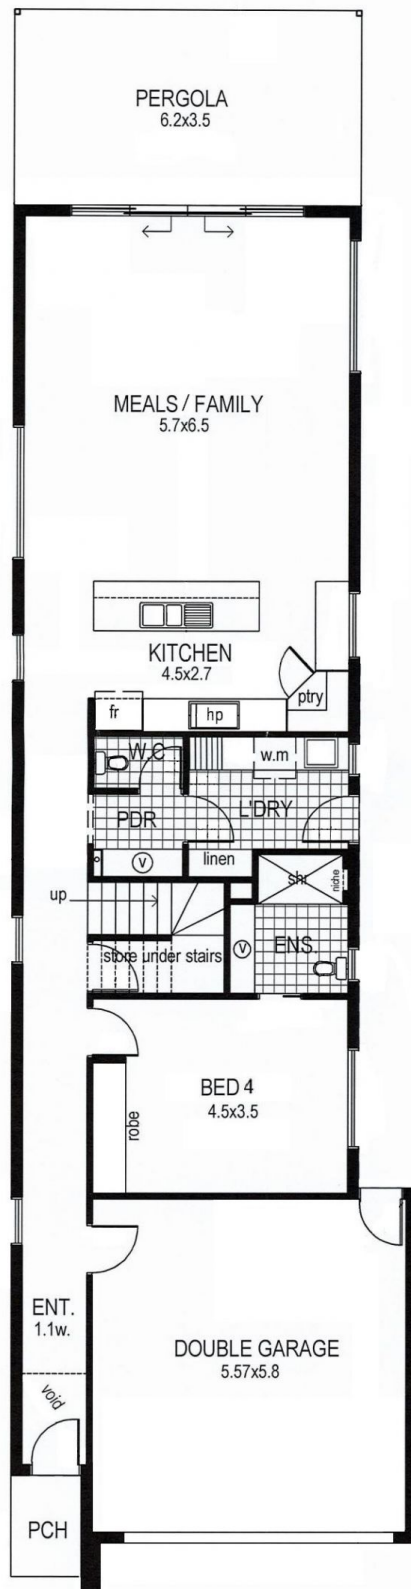 PERGOLA
6.2x3.5
MEALS / FAMILY
5.7x6.5
KITCHEN
4.5x2.7
ptry
fr
hp
W.C
w.m
PDR
L'DRY
V
linen
shr
niche
up
V
ENS.
store under stairs
BED 4
4.5x3.5
robe
ENT.
1.1w.
DOUBLE GARAGE
5.57x5.8
void
PCH